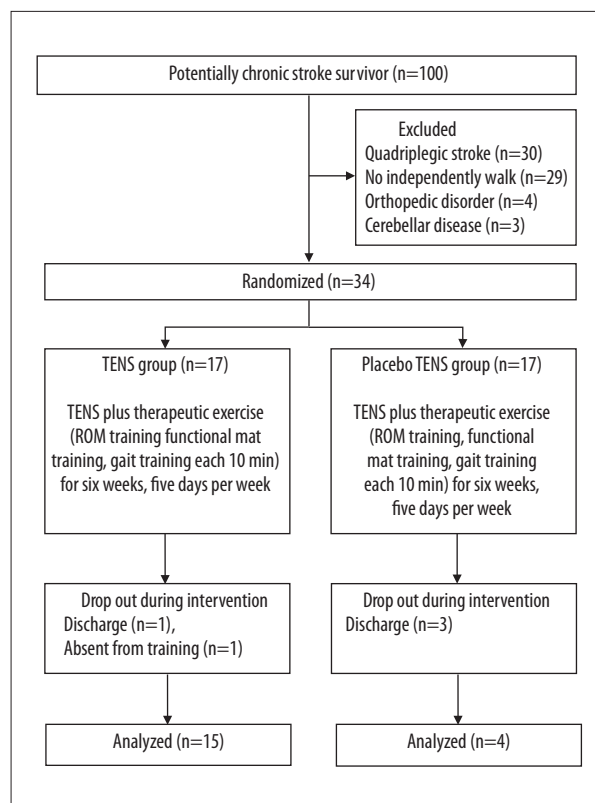 Potentially chronic stroke survivor (n=100)
Excluded
Quadriplegic stroke (n=30)
No independently walk (n=29)
Orthopedic disorder (n=4)
Cerebellar disease (n=3)
Randomized (n=34)
TENS group (n=17)
TENS plus therapeutic exercise
(ROM training functional mat
training, gait training each 10 min)
for six weeks, five days per week
Placebo TENS group (n=17)
TENS plus therapeutic exercise
(ROM training, functional
mat training, gait training
each 10 min) for six weeks,
five days per week
Drop out during intervention
Discharge (n=1),
Absent from training (n=1)
Drop out during intervention
Discharge (n=3)
Analyzed (n=15)
Analyzed (n=4)